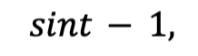 sint − 1,